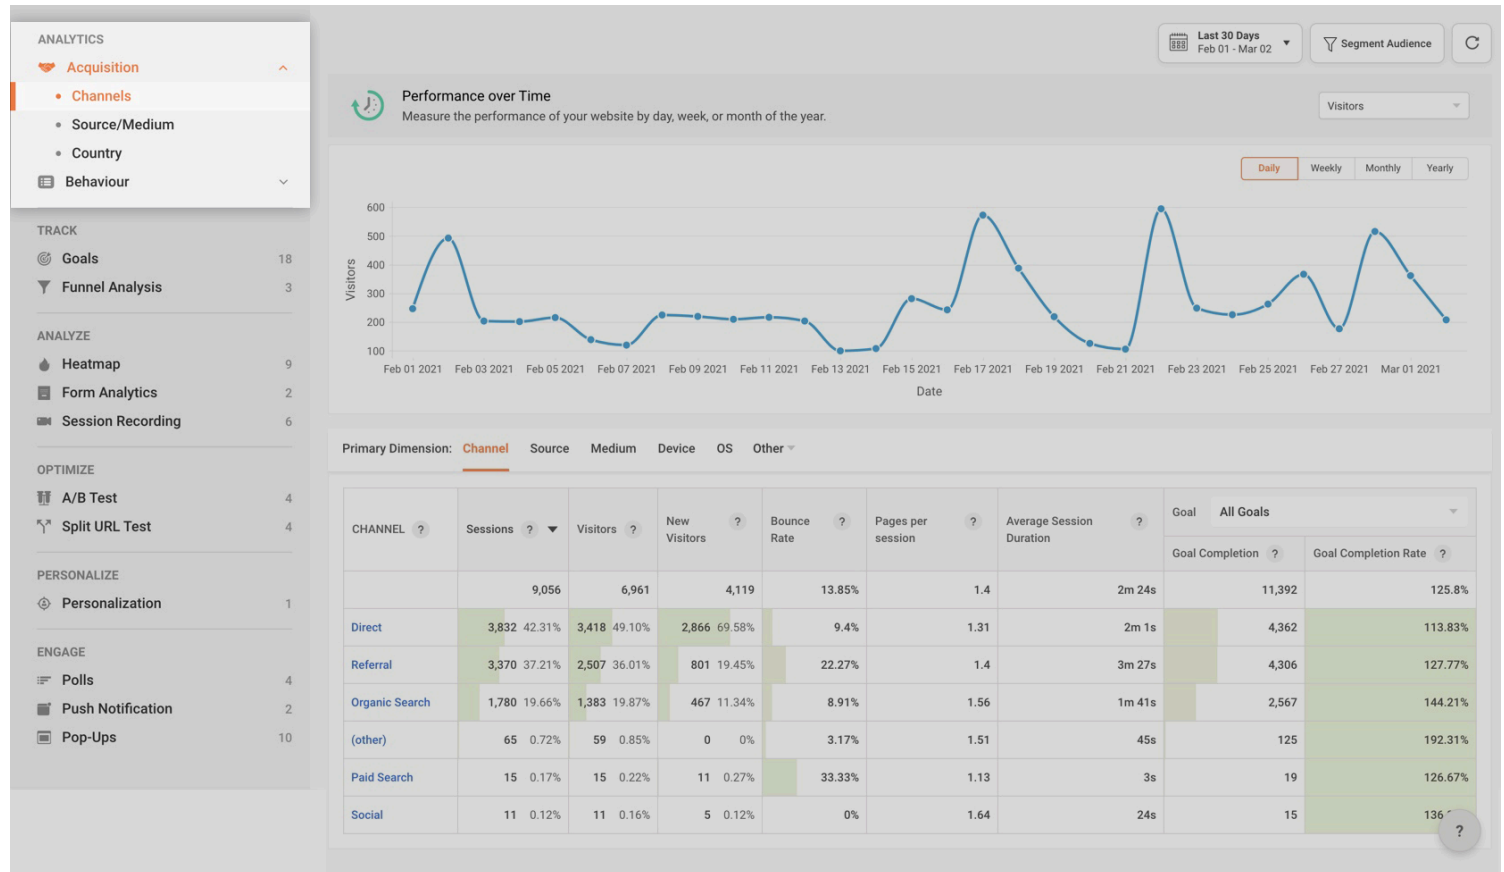 ANALYTICS
Acquisition
Channels
Source/Medium
Country
Behaviour
TRACK
Goals 18
Funnel Analysis 3
ANALYZE
Heatmap 9
Form Analytics 2
Session Recording 6
OPTIMIZE
A/B Test 4
Split URL Test 4
PERSONALIZE
Personalization 1
ENGAGE
Polls 4
Push Notification 2
Pop-Ups 10
Last 30 Days
Feb 01 - Mar 02
Segment Audience
Performance over Time
Measure the performance of your website by day, week, or month of the year.
Visitors
Daily Weekly Monthly Yearly
Visitors
600
500
400
300
200
100
Feb 01 2021 Feb 03 2021 Feb 05 2021 Feb 07 2021 Feb 09 2021 Feb 11 2021 Feb 13 2021 Feb 15 2021 Feb 17 2021 Feb 19 2021 Feb 21 2021 Feb 23 2021 Feb 25 2021 Feb 27 2021 Mar 01 2021
Date
Primary Dimension: Channel Source Medium Device OS Other
Goal All Goals
CHANNEL ? Sessions ? Visitors ? New Visitors ? Bounce Rate ? Pages per session ? Average Session Duration ? Goal Completion ? Goal Completion Rate ?
9,056 6,961 4,119 13.85% 1.4 2m 24s 11,392 125.8%
Direct 3,832 42.31% 3,418 49.10% 2,866 69.58% 9.4% 1.31 2m 1s 4,362 113.83%
Referral 3,370 37.21% 2,507 36.01% 801 19.45% 22.27% 1.4 3m 27s 4,306 127.77%
Organic Search 1,780 19.66% 1,383 19.87% 467 11.34% 8.91% 1.56 1m 41s 2,567 144.21%
(other) 65 0.72% 59 0.85% 0 0% 3.17% 1.51 45s 125 192.31%
Paid Search 15 0.17% 15 0.22% 11 0.27% 33.33% 1.13 3s 19 126.67%
Social 11 0.12% 11 0.16% 5 0.12% 0% 1.64 24s 15
?